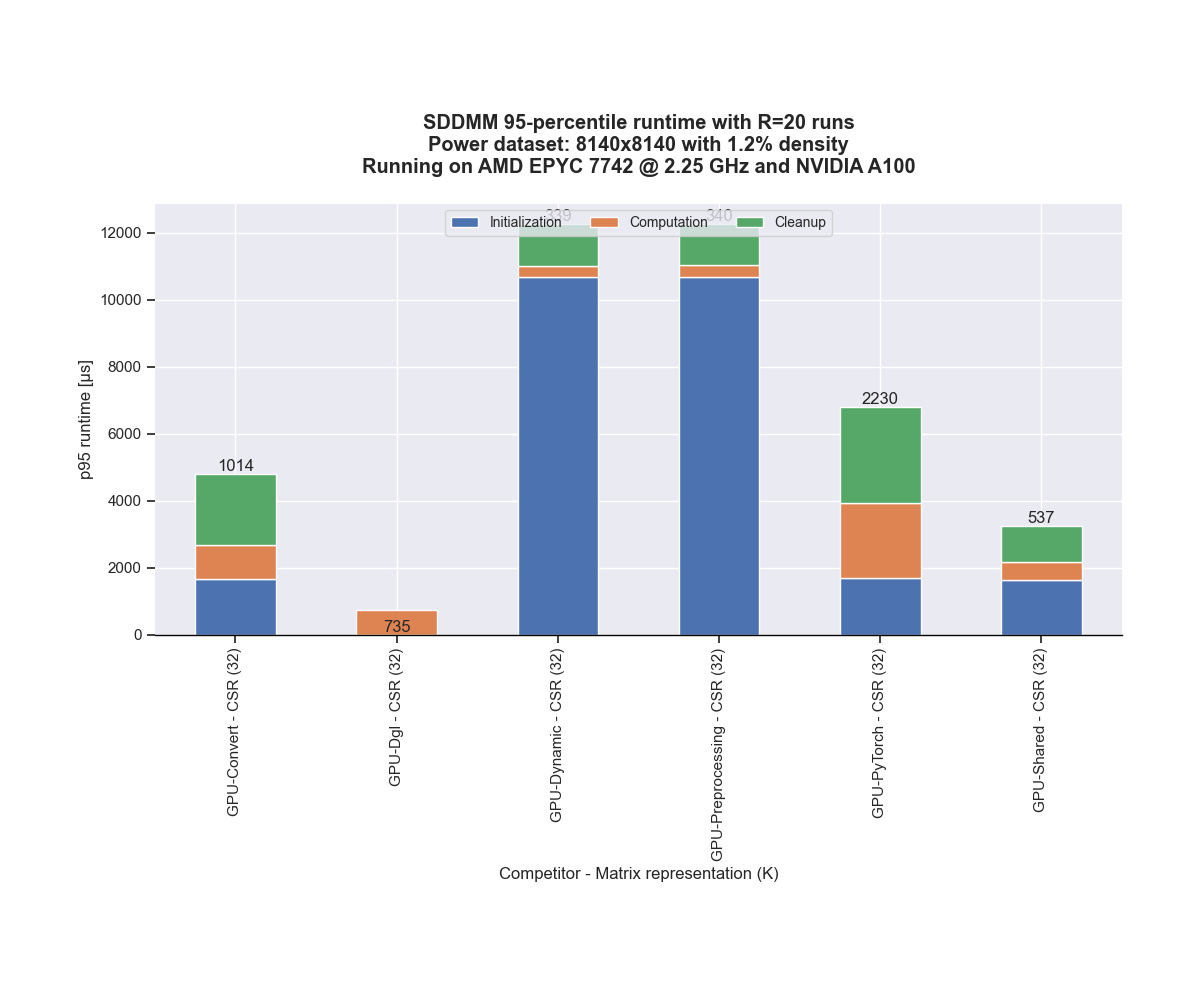 SDDMM 95-percentile runtime with R=20 runs
Power dataset: 8140x8140 with 1.2% density
Running on AMD EPYC 7742 @ 2.25 GHz and NVIDIA A100
339
340
Initialization
Computation
Cleanup
12000
10000
8000
6000
4000
2000
0
p95 runtime [μs]
1014
735
2230
537
GPU-Convert - CSR (32)
GPU-Dgl - CSR (32)
GPU-Dynamic - CSR (32)
GPU-Preprocessing - CSR (32)
GPU-PyTorch - CSR (32)
GPU-Shared - CSR (32)
Competitor - Matrix representation (K)